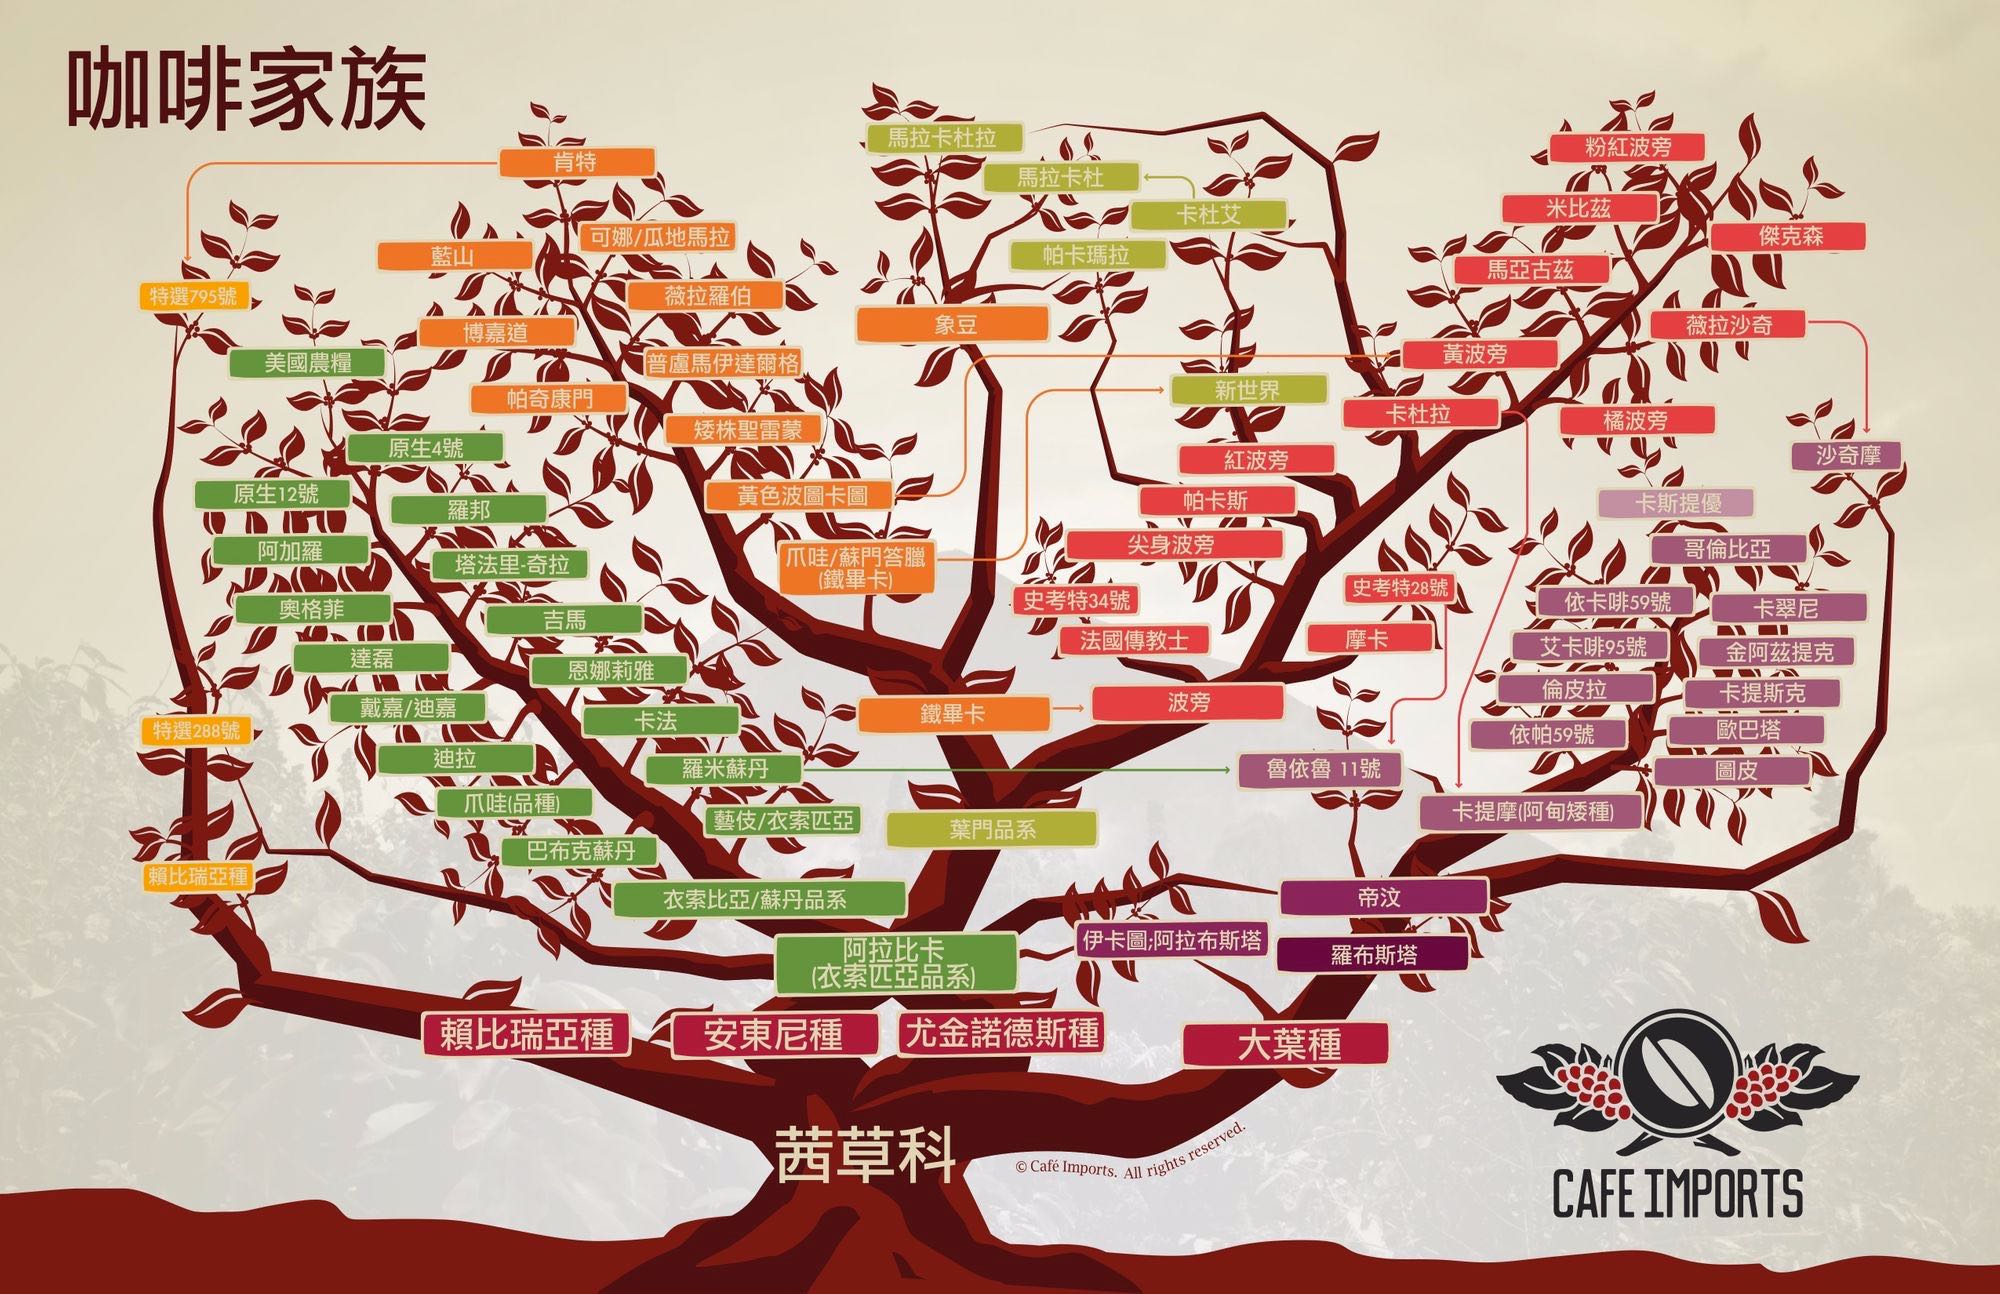 咖啡家族
肯特
馬拉卡杜拉
馬拉卡杜
卡杜艾
帕卡瑪拉
粉紅波旁
米比茲
傑克森
馬亞古茲
薇拉沙奇
可娜/瓜地馬拉
藍山
特選795號
薇拉羅伯
博嘉道
象豆
美國農糧
普盧馬伊達爾格
黃波旁
帕奇康門
新世界
卡杜拉
橘波旁
矮株聖雷蒙
原生4號
紅波旁
沙奇摩
原生12號
羅邦
黃色波圖卡圖
帕卡斯
卡斯提優
阿加羅
塔法里-奇拉
爪哇/蘇門答臘
(鐵畢卡)
尖身波旁
哥倫比亞
奧格菲
吉馬
史考特34號
史考特28號
依卡啡59號
卡翠尼
法國傳教士
摩卡
艾卡啡95號
金阿茲提克
達磊
恩娜莉雅
倫皮拉
卡提斯克
戴嘉/迪嘉
卡法
鐵畢卡
波旁
依帕59號
歐巴塔
特選288號
迪拉
羅米蘇丹
魯依魯 11號
圖皮
爪哇(品種)
藝伎/衣索匹亞
葉門品系
卡提摩(阿甸矮種)
巴布克蘇丹
賴比瑞亞種
衣索比亞/蘇丹品系
帝汶
阿拉比卡
(衣索匹亞品系)
伊卡圖;阿拉布斯塔
羅布斯塔
賴比瑞亞種
安東尼種
尤金諾德斯種
大葉種
茜草科
© Café Imports. All rights reserved.
CAFE IMPORTS